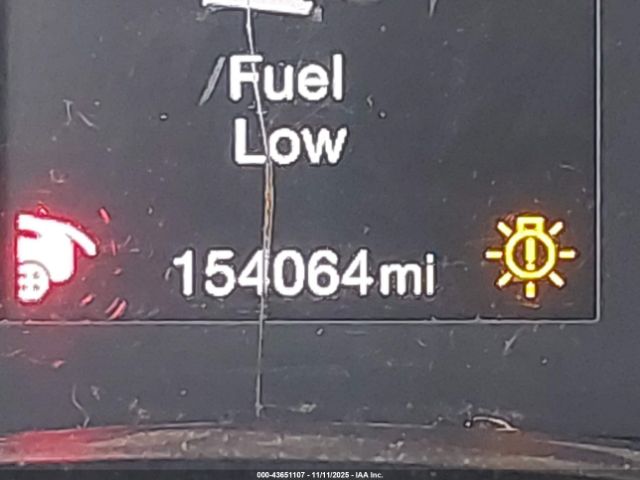 Fuel
Low
154064mi
000-43651107 - 11/11/2025 - IAA Inc.